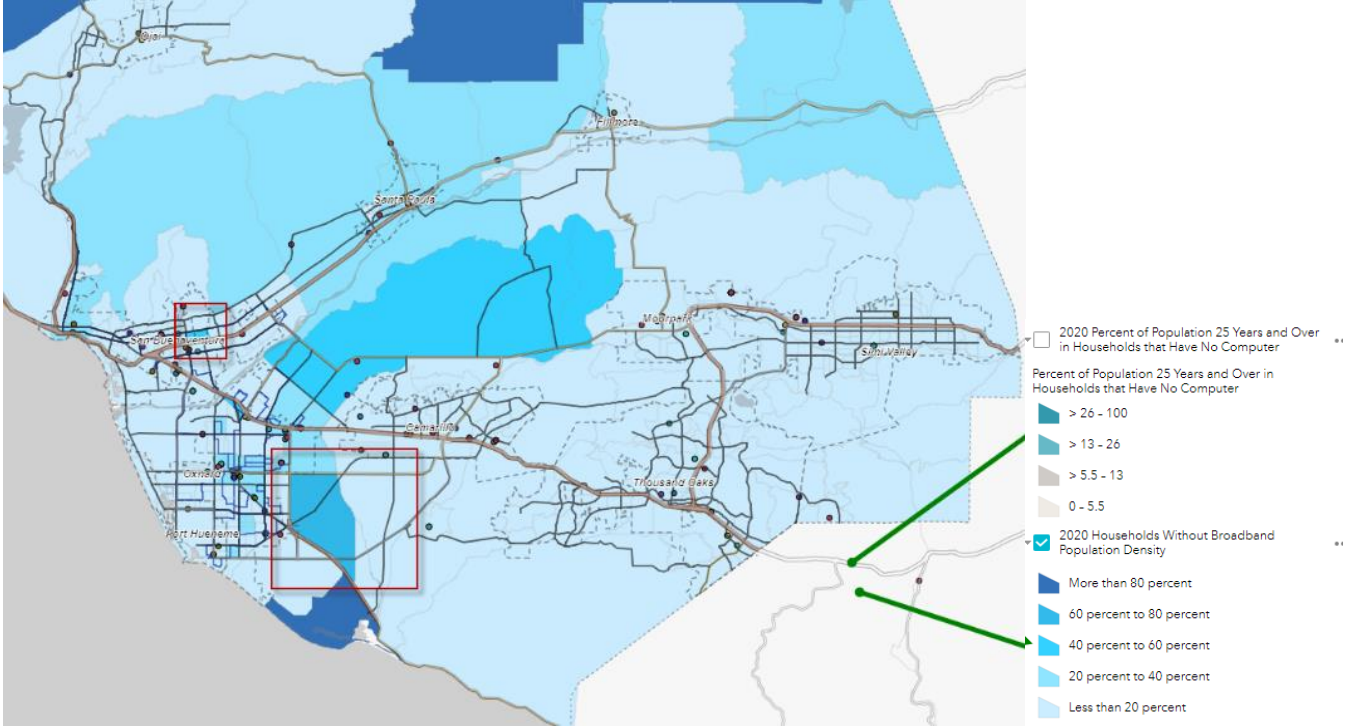 Ojai
Fillmore
Santa Paula
San Buenaventura
Moorpark
Simi Valley
Camarillo
Oxnard
Thousand Oaks
Port Hueneme
2020 Percent of Population 25 Years and Over
in Households that Have No Computer
Percent of Population 25 Years and Over in
Households that Have No Computer
> 26 - 100
> 13 - 26
> 5.5 - 13
0 - 5.5
2020 Households Without Broadband
Population Density
More than 80 percent
60 percent to 80 percent
40 percent to 60 percent
20 percent to 40 percent
Less than 20 percent